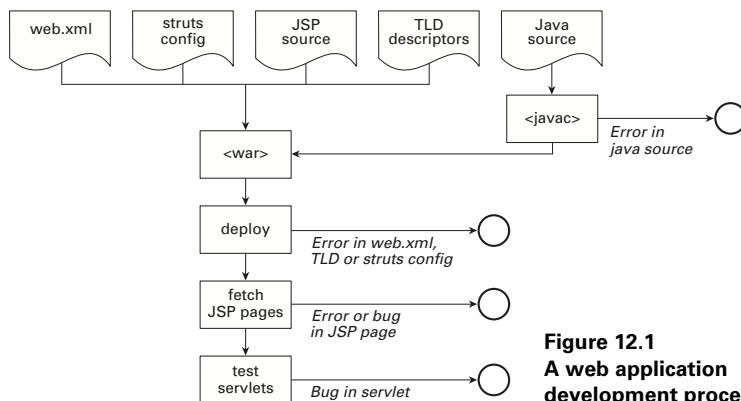 web.xml
struts
config
JSP
source
TLD
descriptors
Java
source
<javac>
Error in
java source
<war>
deploy
Error in web.xml,
TLD or struts config
fetch
JSP pages
Error or bug
in JSP page
test
servlets
Bug in servlet
Figure 12.1
A web application
development